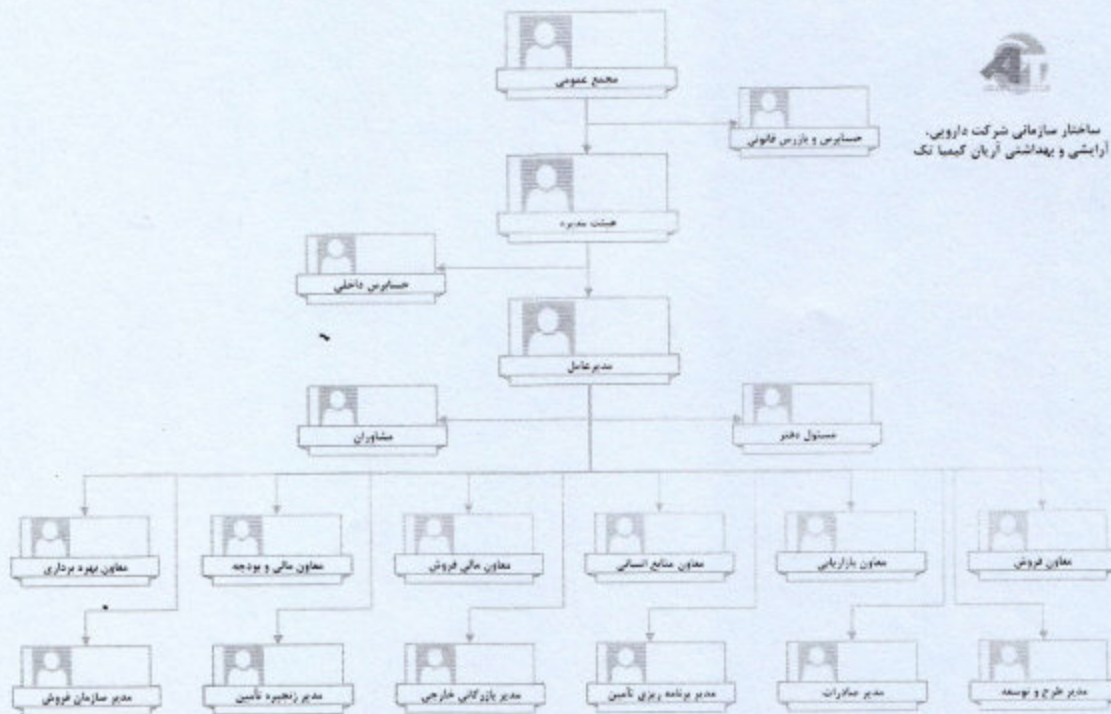 ساختار سازمانی شرکت دارویی،
آرایشی و بهداشتی آریان کیمیا تک
مجمع عمومی
حسابرس و بازرس قانونی
هیئت مدیره
حسابرس داخلی
مدیرعامل
مسئول دفتر
مشاوران
معاون فروش
معاون بازاریابی
معاون منابع انسانی
معاون مالی فروش
معاون مالی و بودجه
معاون بهره برداری
مدیر طرح و توسعه
مدیر صادرات
مدیر برنامه ریزی تأمین
مدیر بازرگانی خارجی
مدیر زنجیره تأمین
مدیر سازمان فروش